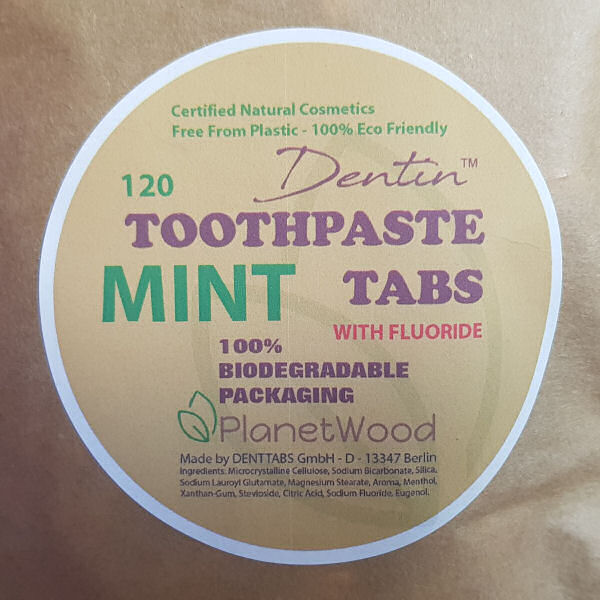 Certified Natural Cosmetics
Free From Plastic - 100% Eco Friendly
Dentin™
120
TOOTHPASTE
MINT TABS
WITH FLUORIDE
100%
BIODEGRADABLE
PACKAGING
PlanetWood
Made by DENTTABS GmbH - D - 13347 Berlin
Ingredients: Microcrystalline Cellulose, Sodium Bicarbonate, Silica,
Sodium Lauroyl Glutamate, Magnesium Stearate, Aroma, Menthol,
Xanthan-Gum, Stevioside, Citric Acid, Sodium Fluoride, Eugenol.